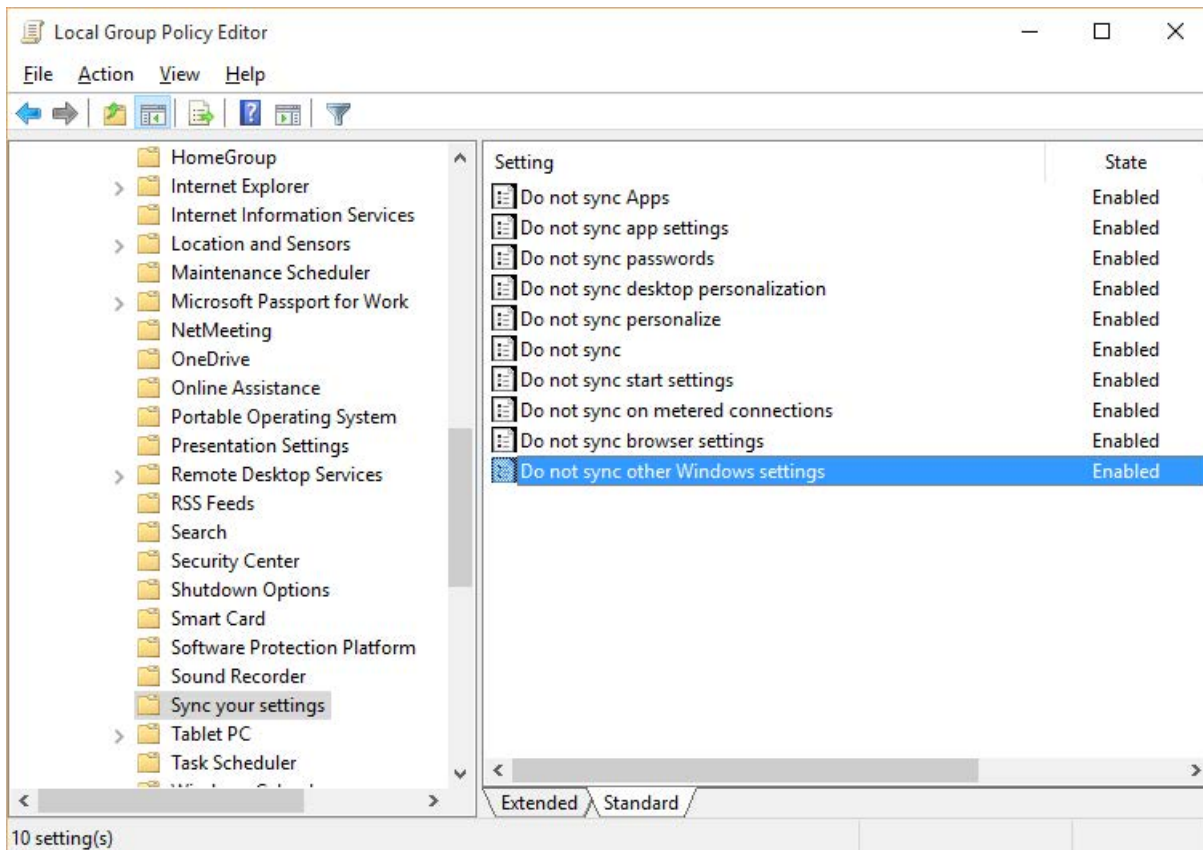 Local Group Policy Editor
File Action View Help
HomeGroup
Internet Explorer
Internet Information Services
Location and Sensors
Maintenance Scheduler
Microsoft Passport for Work
NetMeeting
OneDrive
Online Assistance
Portable Operating System
Presentation Settings
Remote Desktop Services
RSS Feeds
Search
Security Center
Shutdown Options
Smart Card
Software Protection Platform
Sound Recorder
Sync your settings
Tablet PC
Task Scheduler
Setting State
Do not sync Apps Enabled
Do not sync app settings Enabled
Do not sync passwords Enabled
Do not sync desktop personalization Enabled
Do not sync personalize Enabled
Do not sync Enabled
Do not sync start settings Enabled
Do not sync on metered connections Enabled
Do not sync browser settings Enabled
Do not sync other Windows settings Enabled
Extended Standard
10 setting(s)